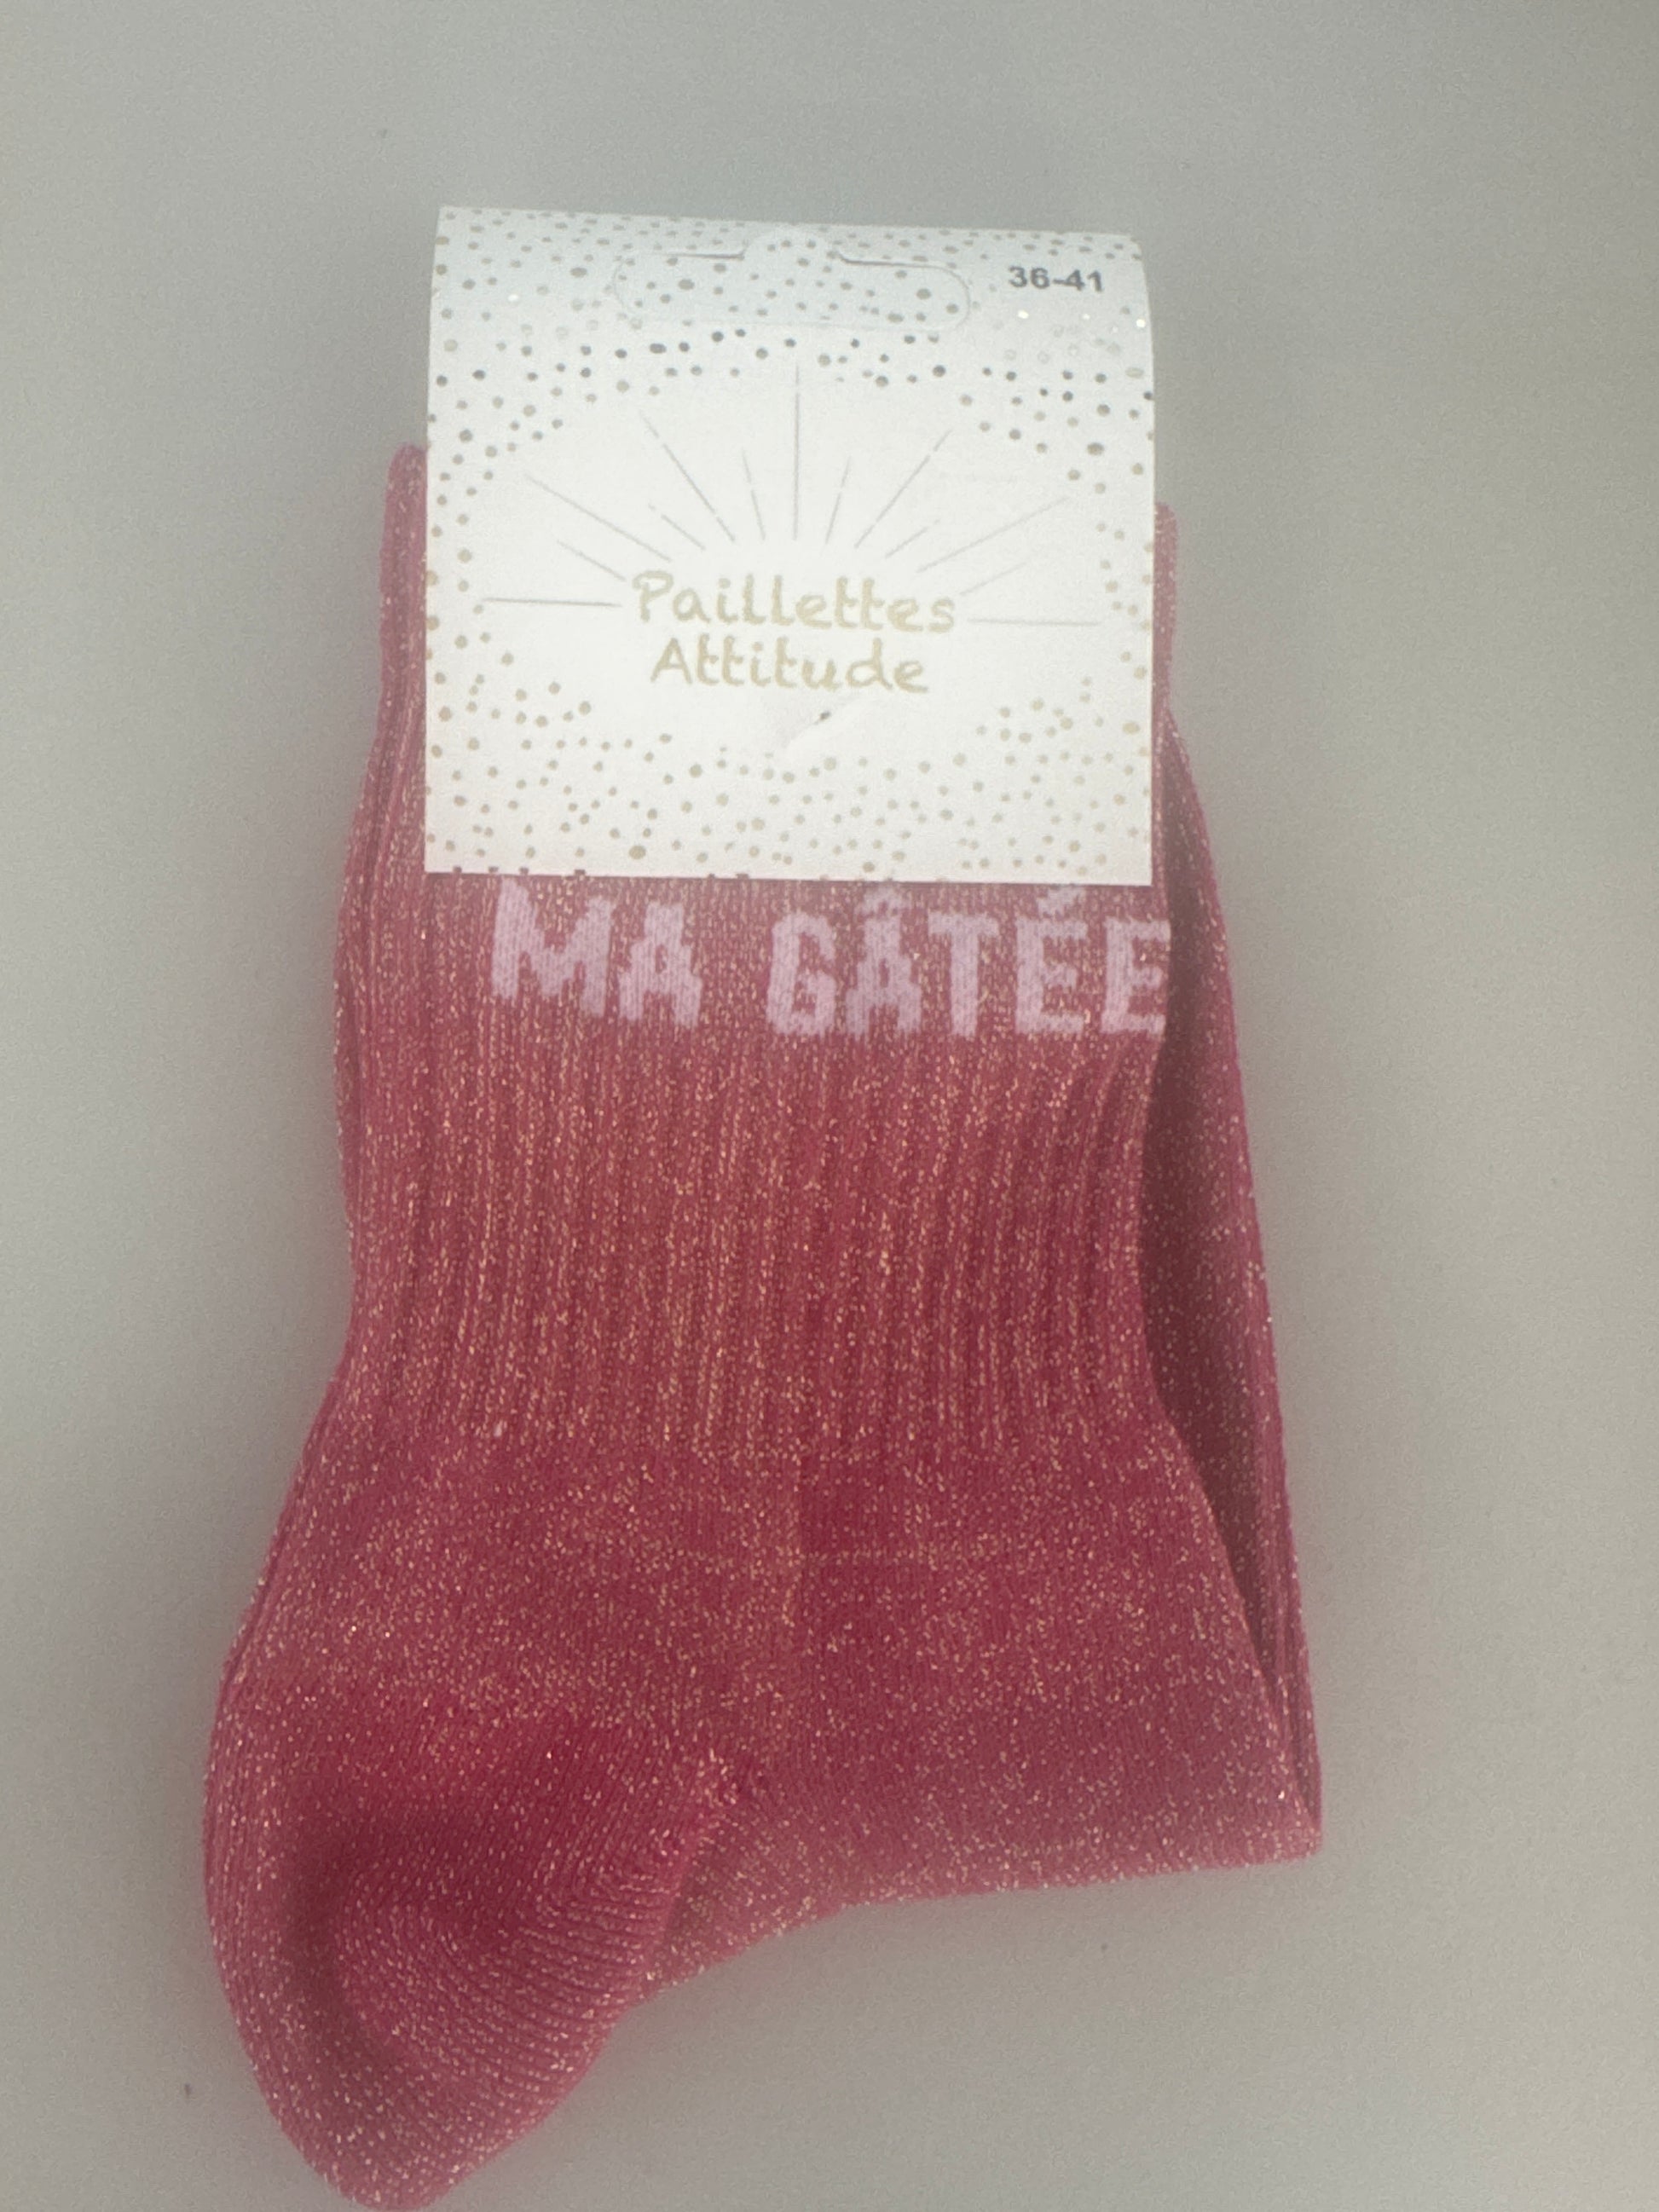 36-41
Paillettes
Attitude
MA GÂTÉE